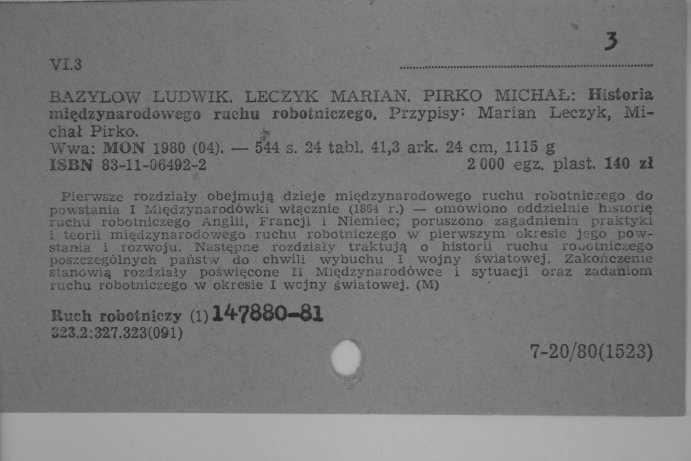 3
VI.3
BAZYLOW LUDWIK. LECZYK MARIAN. PIRKO MICHAŁ: Historia
międzynarodowego ruchu robotniczego. Przypisy: Marian Leczyk, Mi-
chał Pirko.
Wwa: MON 1980 (04). — 544 s. 24 tabl. 41,3 ark. 24 cm, 1115 g
ISBN 83-11-06492-2 2 000 egz. plast. 140 zł
Pierwsze rozdziały obejmują dzieje międzynarodowego ruchu robotniczego do
powstania I Międzynarodówki włącznie (1864 r.) — omówiono oddzielnie historię
ruchu robotniczego Anglii, Francji i Niemiec; poruszono zagadnienia praktyki
i teorii międzynarodowego ruchu robotniczego w pierwszym okresie jego pow-
stania i rozwoju. Następne rozdziały traktują o historii ruchu robotniczego
poszczególnych państw do chwili wybuchu I wojny światowej. Zakończenie
stanowią rozdziały poświęcone II Międzynarodówce i sytuacji oraz zadaniom
ruchu robotniczego w okresie I wojny światowej. (M)
Ruch robotniczy (1) 147880-81
323.2:327.323(091)
7-20/80(1523)